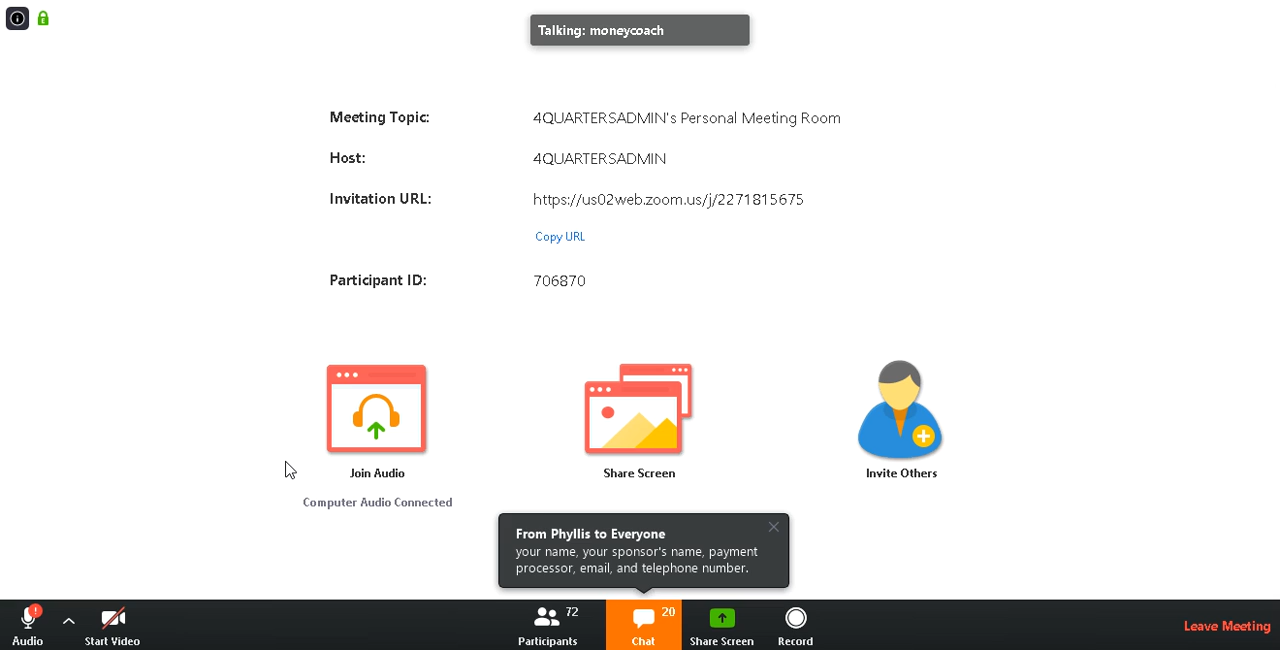 Talking: moneycoach
Meeting Topic: 4QUARTERSADMIN's Personal Meeting Room
Host: 4QUARTERSADMIN
Invitation URL: https://us02web.zoom.us/j/2271815675
Copy URL
Participant ID: 706870
Join Audio
Computer Audio Connected
Share Screen
Invite Others
From Phyllis to Everyone
your name, your sponsor's name, payment
processor, email, and telephone number.
Audio
Start Video
Participants 72
Chat 20
Share Screen
Record
Leave Meeting